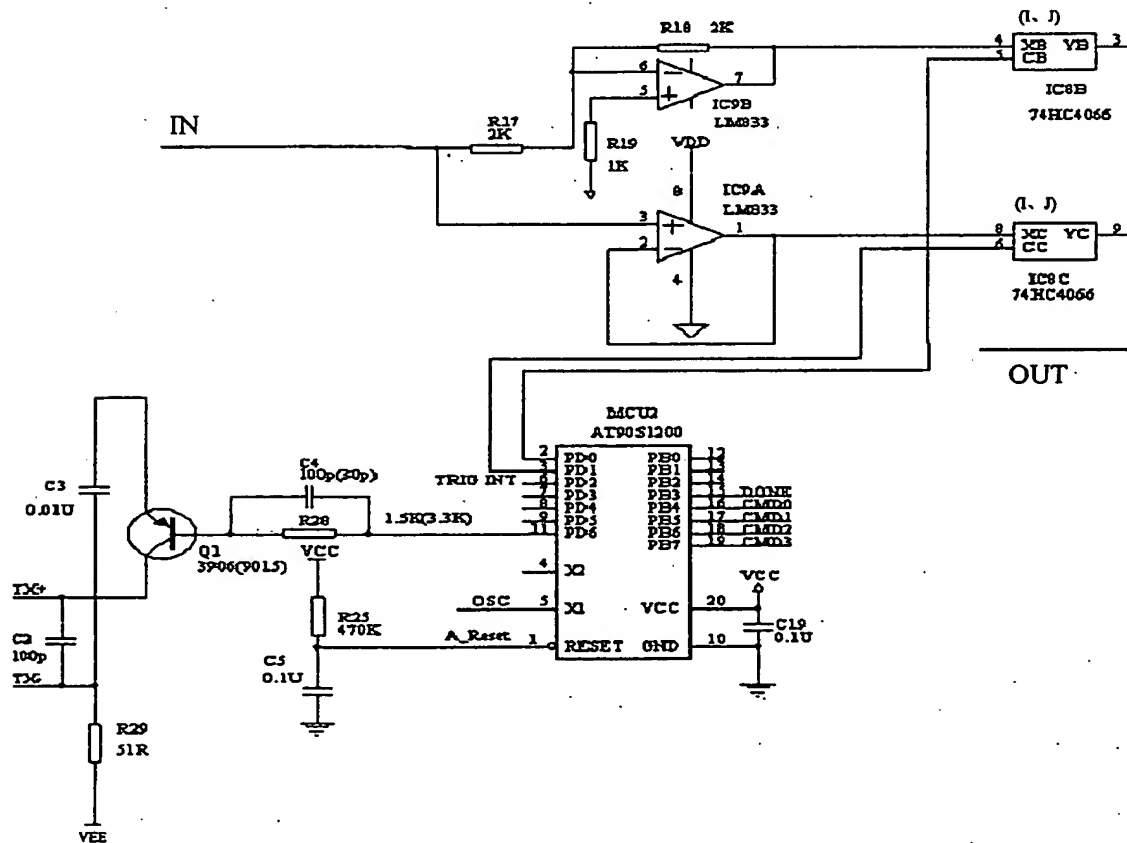 (I、J)
R18 2K
4 XB YB 3
5 CB
6
7
5
IC9B
LM833
IC8B
74HC4066
IN
R17
2K
R19
1K
VDD
8
IC9A
LM833
(I、J)
3
1
2
8 XC YC 9
6 CC
4
IC8C
74HC4066
OUT
MCU2
AT90S1200
2 PD0 PB0 12
3 PD1 PB1 13
TRIG INT 6 PD2 PB2 14
7 PD3 PB3 15 DONE
8 PD4 PB4 16 CMD0
9 PD5 PB5 17 CMD1
11 PD6 PB6 18 CMD2
PB7 19 CMD3
C4
100p(30p)
C3
0.01U
R28
1.5K(3.3K)
VCC
Q1
3906(9015)
4 X2
VCC
TX+
OSC 5 X1 VCC 20
R25
470K
C19
0.1U
C2
100p
A_Reset 1 RESET GND 10
C5
0.1U
TXG
R29
51R
VEE